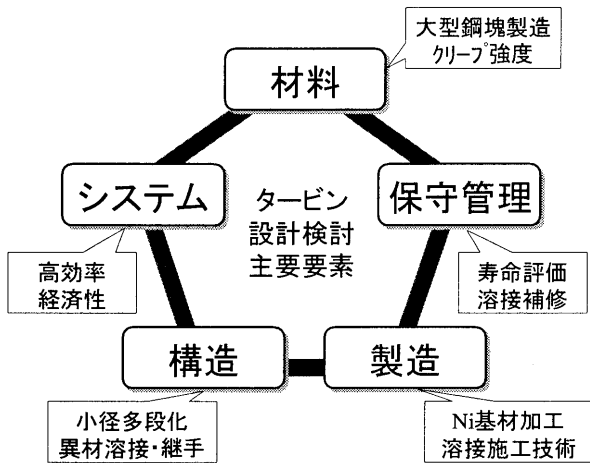 大型鋼塊製造
クリープ強度
材料
システム
タービン
設計検討
主要要素
保守管理
高効率
経済性
寿命評価
溶接補修
構造
製造
小径多段化
異材溶接・継手
Ni基材加工
溶接施工技術